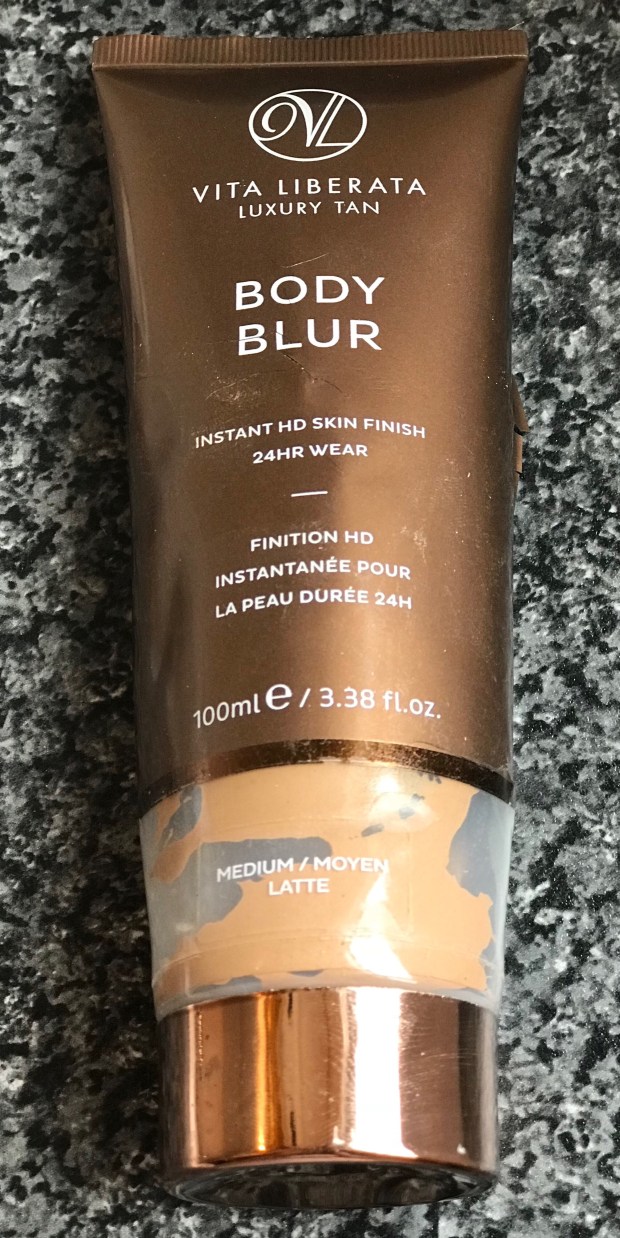 VL
VITA LIBERATA
LUXURY TAN
BODY
BLUR
INSTANT HD SKIN FINISH
24HR WEAR
FINITION HD
INSTANTANÉE POUR
LA PEAU DURÉE 24H
100ml e / 3.38 fl.oz.
MEDIUM / MOYEN
LATTE